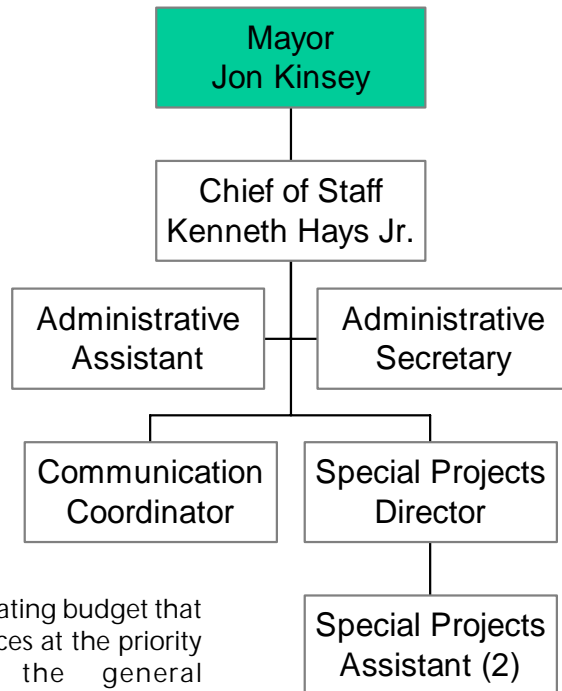 Mayor
Jon Kinsey
Chief of Staff
Kenneth Hays Jr.
Administrative
Assistant
Administrative
Secretary
Communication
Coordinator
Special Projects
Director
Special Projects
Assistant (2)
ating budget that
ces at the priority
the general